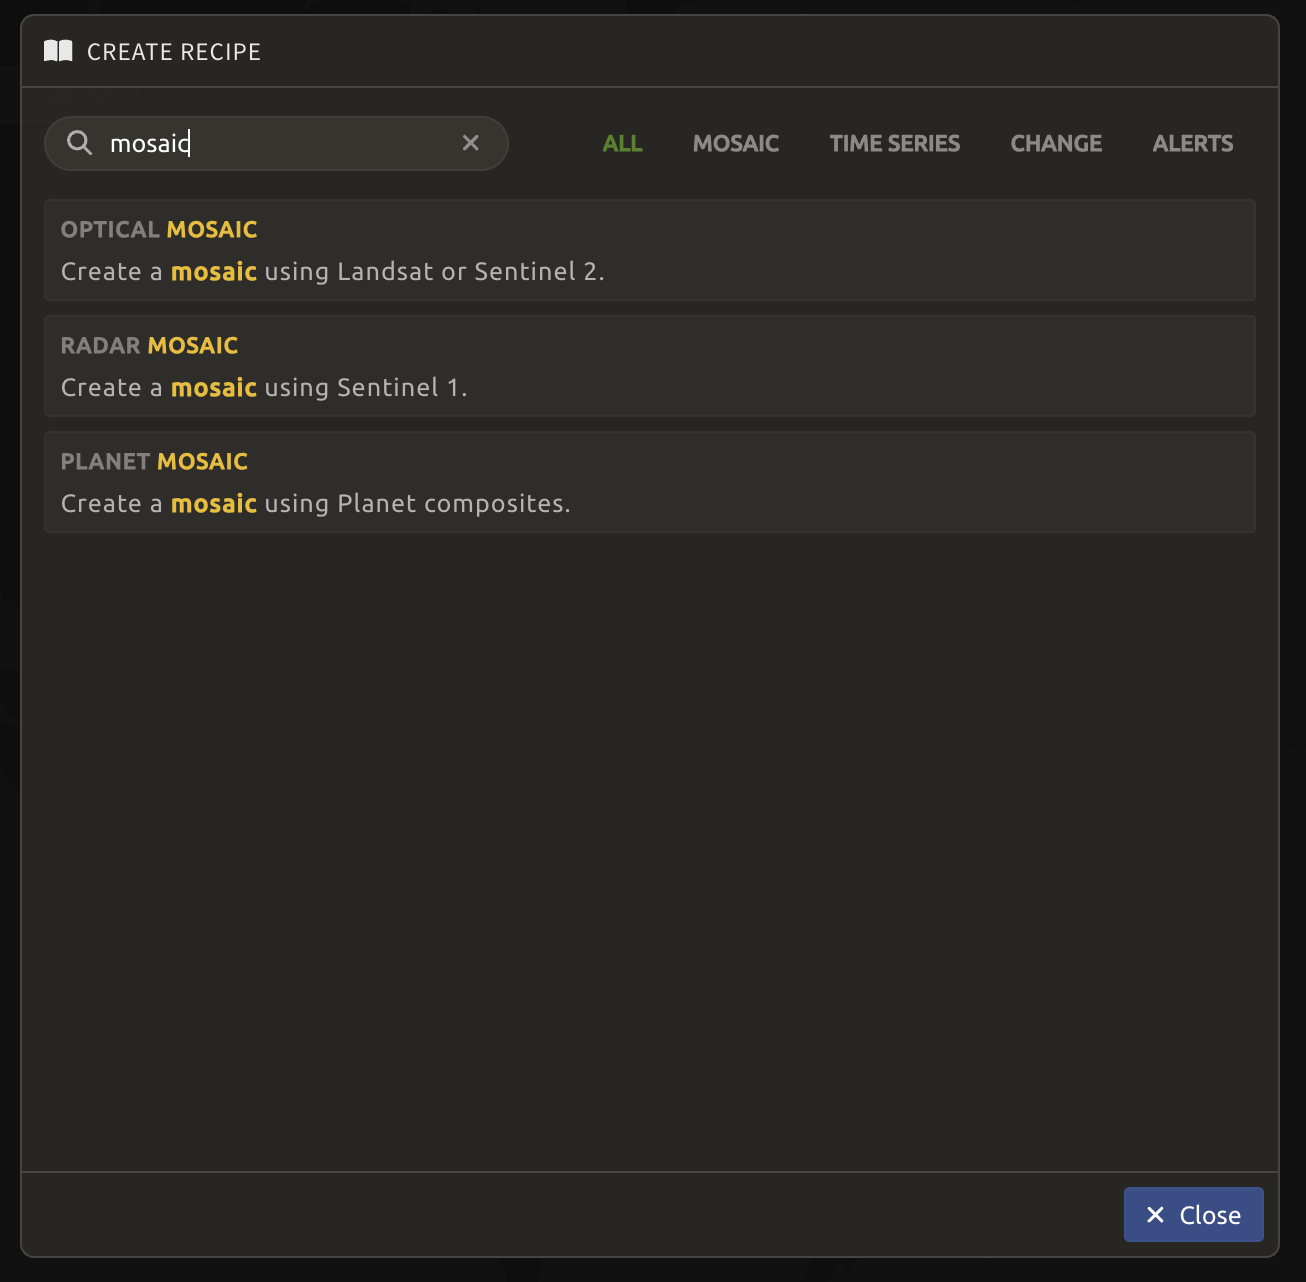 CREATE RECIPE
mosaic
ALL MOSAIC TIME SERIES CHANGE ALERTS
OPTICAL MOSAIC
Create a mosaic using Landsat or Sentinel 2.
RADAR MOSAIC
Create a mosaic using Sentinel 1.
PLANET MOSAIC
Create a mosaic using Planet composites.
Close